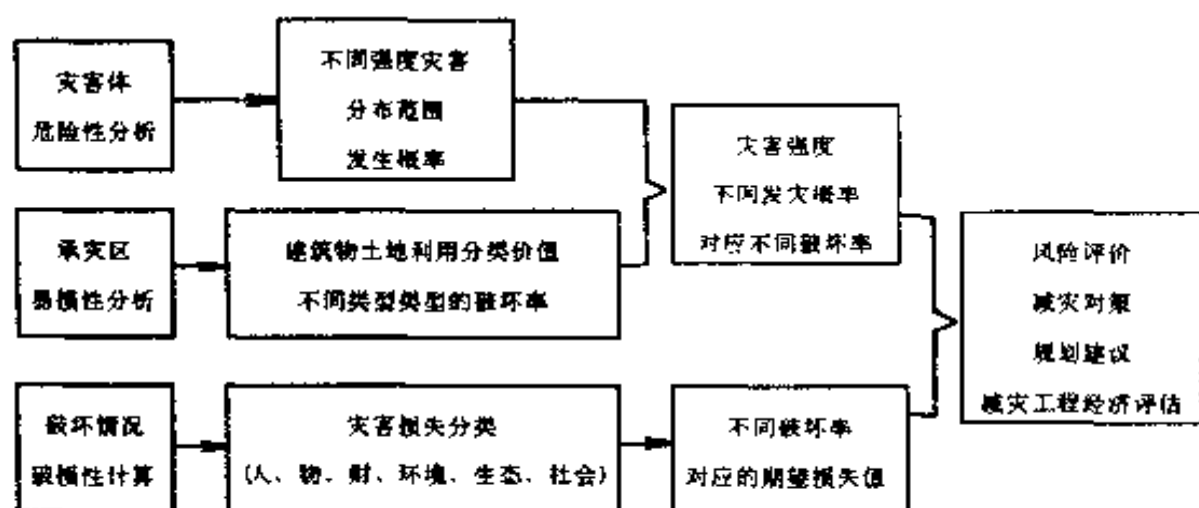 灾害体
危险性分析
不同强度灾害
分布范围
发生概率
灾害强度
不同发灾概率
对应不同破坏率
承灾区
易损性分析
建筑物土地利用分类价值
不同类型类型的破坏率
风险评价
减灾对策
规划建议
减灾工程经济评估
破坏情况
破损性计算
灾害损失分类
(人、物、财、环境、生态、社会)
不同破坏率
对应的期望损失值